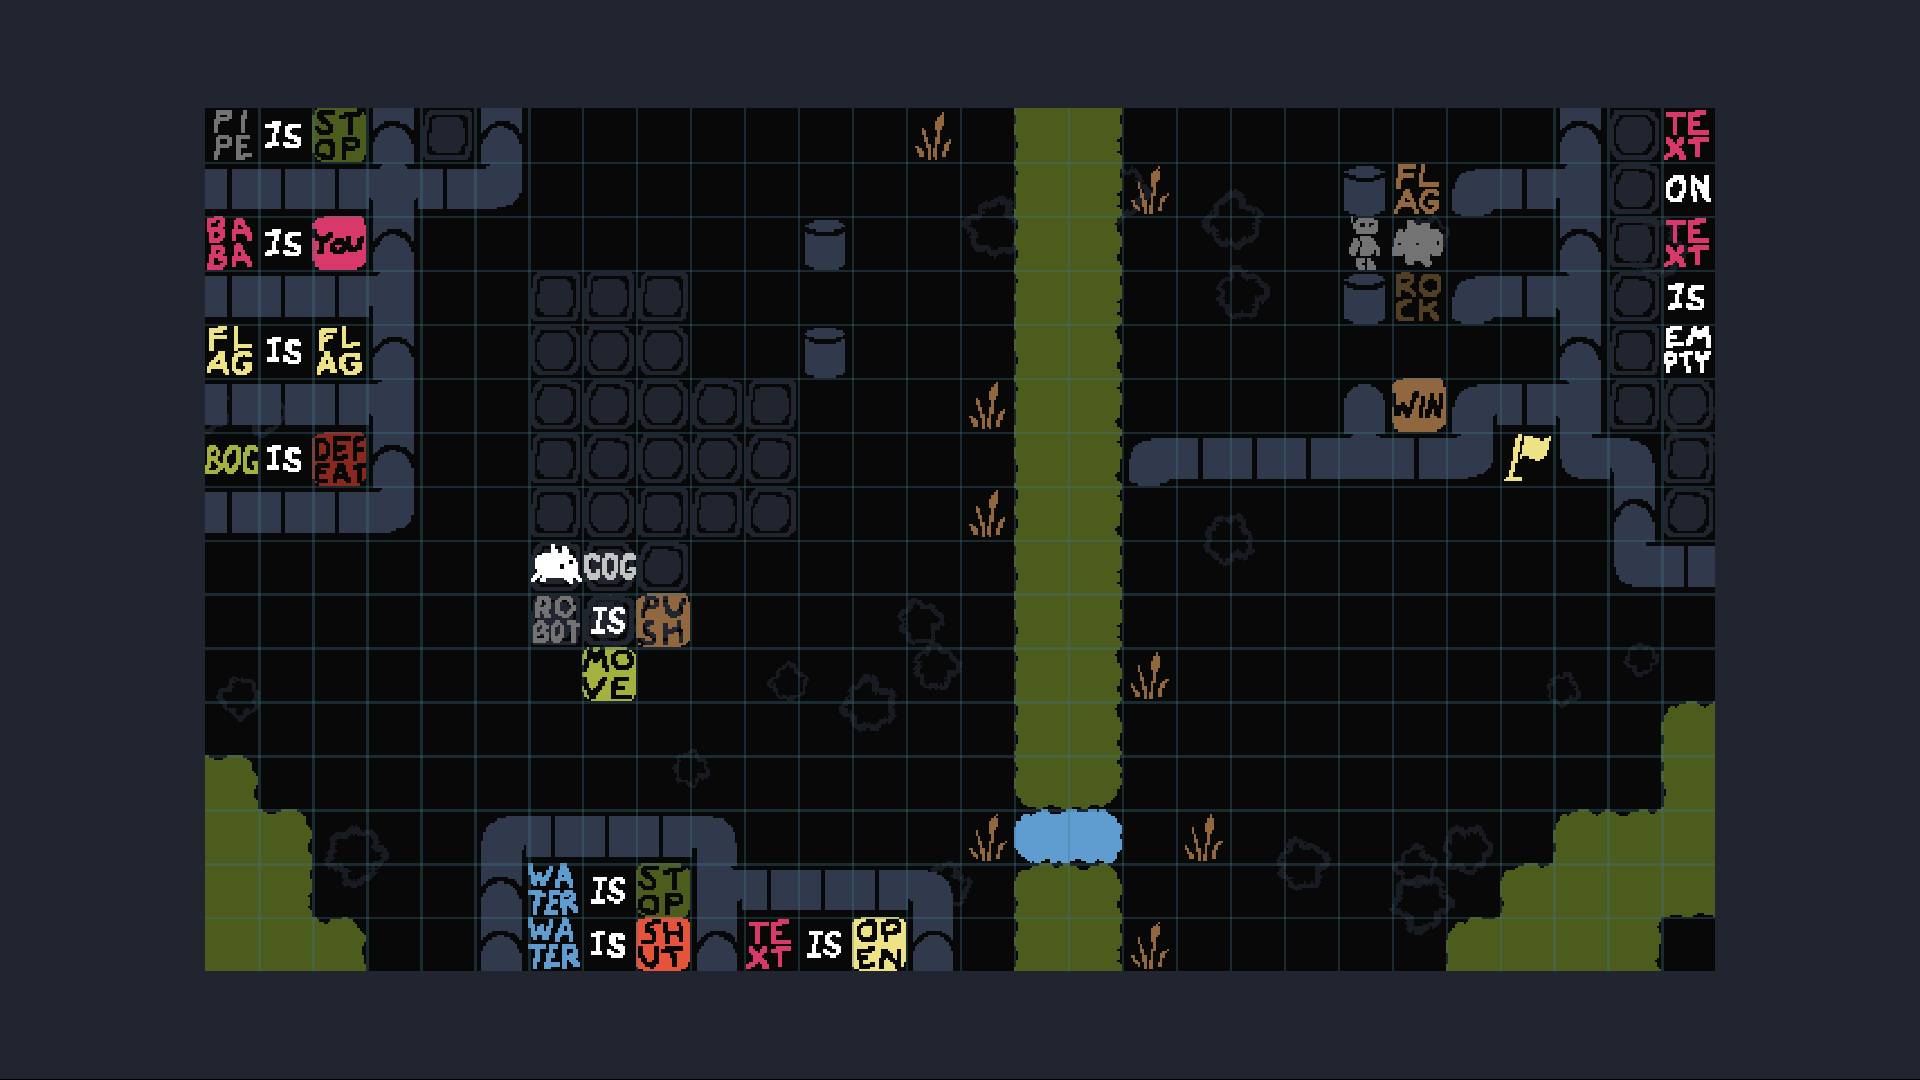 PIPE IS STOP
BABA IS YOU
FLAG IS FLAG
BOG IS DEFEAT
COG
ROBOT IS PUSH
MOVE
WATER IS STOP
WATER IS SHUT
TEXT IS OPEN
FLAG
ROCK
WIN
TEXT
ON
TEXT
IS
EMPTY